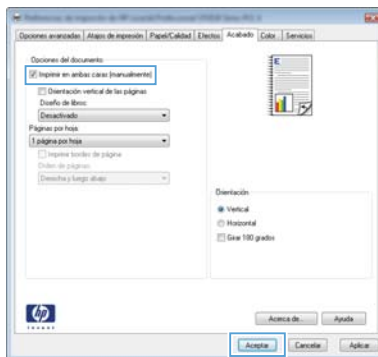 Opciones avanzadas Atajos de impresión Papel/Calidad Efectos Acabado Color Servicios
Opciones del documento
Imprimir en ambas caras (manualmente)
Orientación vertical de las páginas
Diseño de libros:
Desactivado
Páginas por hoja:
1 página por hoja
Imprimir bordes de página
Orden de páginas:
Derecha y luego abajo
Orientación
Vertical
Horizontal
Girar 180 grados
hp
invent
Acerca de... Ayuda
Aceptar Cancelar Aplicar